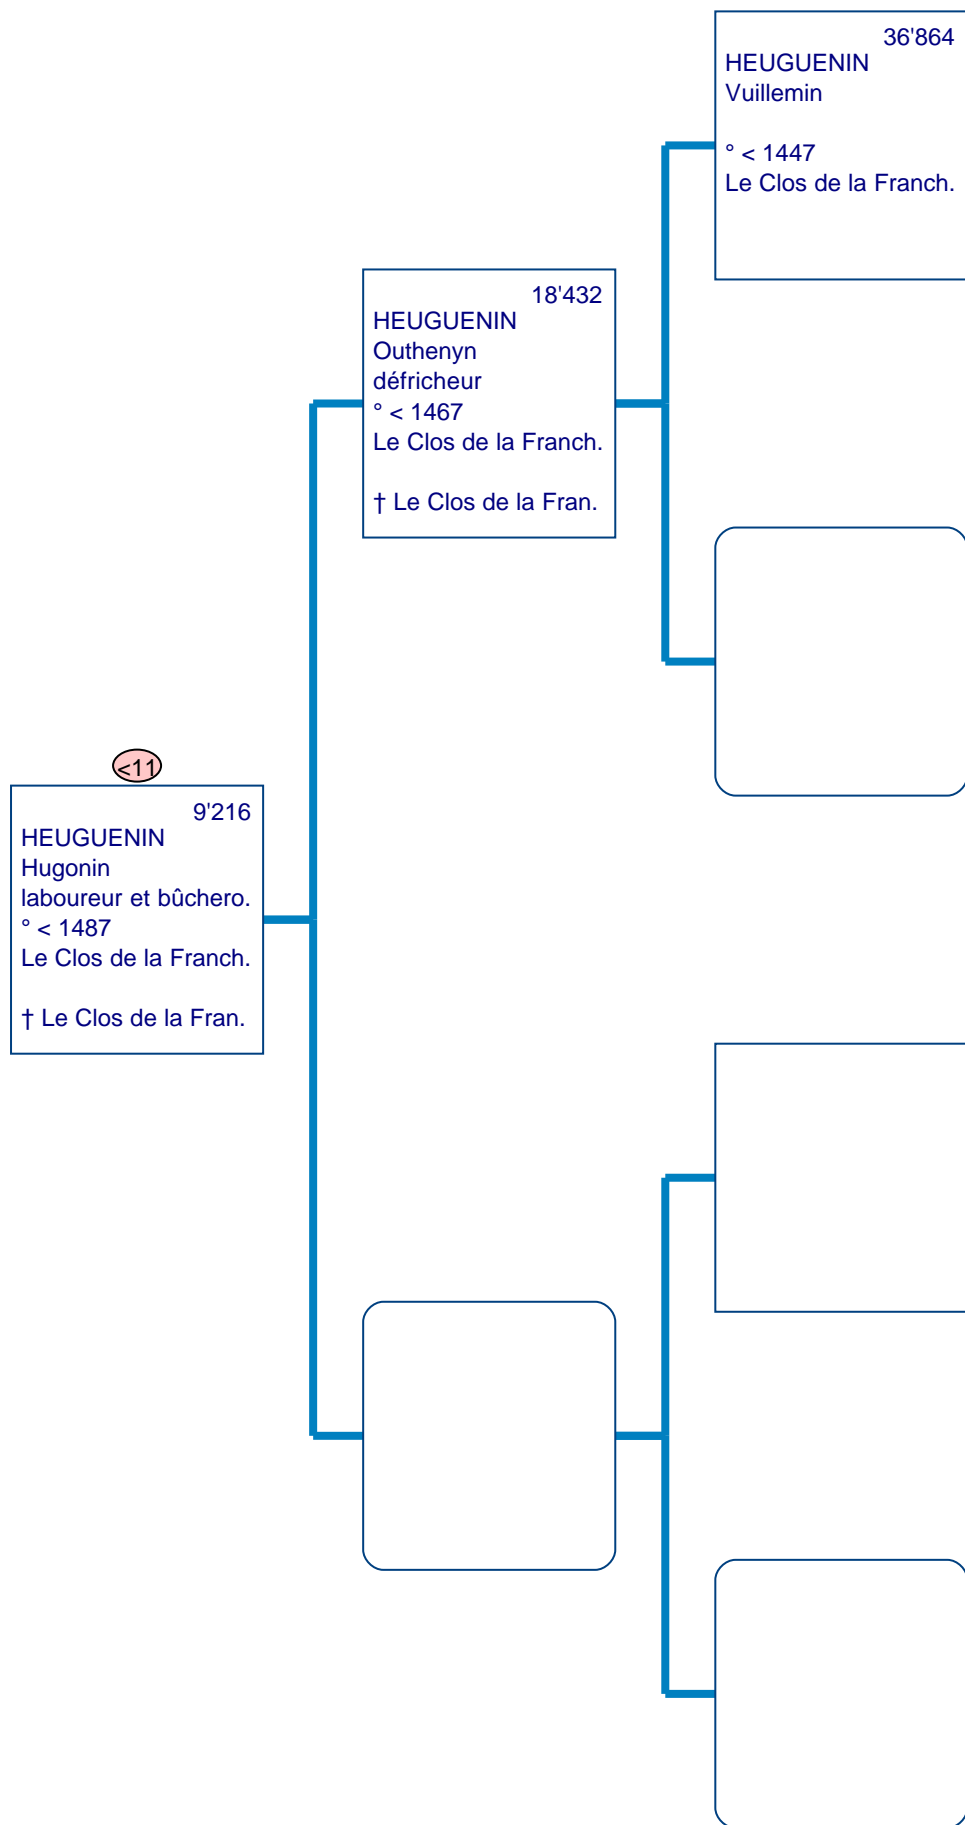 36'864
HEUGUENIN
Vuillemin
° < 1447
Le Clos de la Franch.
18'432
HEUGUENIN
Outhenyn
défricheur
° < 1467
Le Clos de la Franch.
† Le Clos de la Fran.
<11
9'216
HEUGUENIN
Hugonin
laboureur et bûchero.
° < 1487
Le Clos de la Franch.
† Le Clos de la Fran.